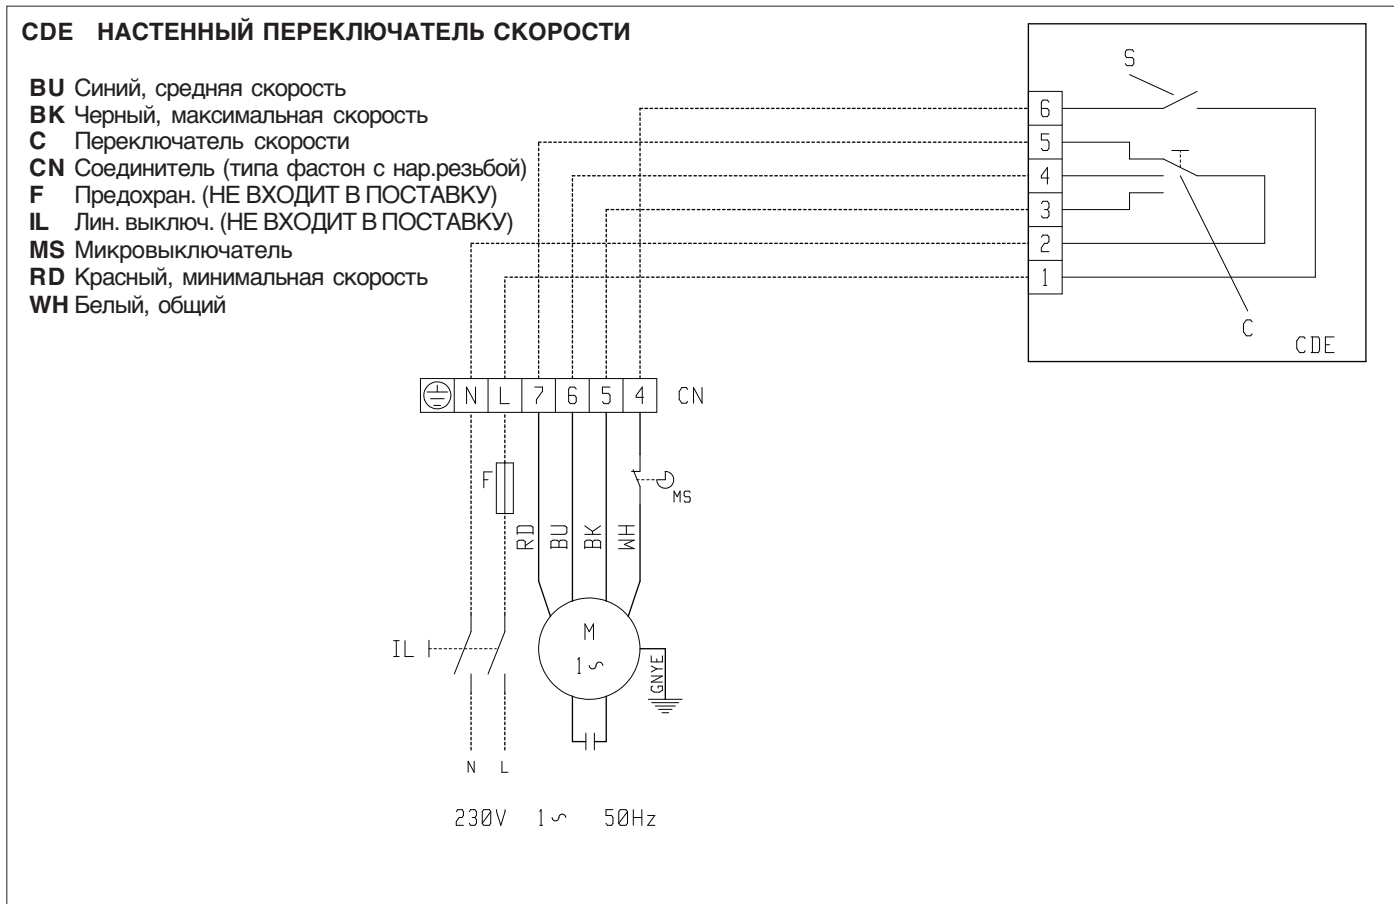 CDE НАСТЕННЫЙ ПЕРЕКЛЮЧАТЕЛЬ СКОРОСТИ
BU Синий, средняя скорость
BK Черный, максимальная скорость
C Переключатель скорости
CN Соединитель (типа фастон с нар.резьбой)
F Предохран. (НЕ ВХОДИТ В ПОСТАВКУ)
IL Лин. выключ. (НЕ ВХОДИТ В ПОСТАВКУ)
MS Микровыключатель
RD Красный, минимальная скорость
WH Белый, общий
S
6
5
4
3
2
1
C
CDE
N L 7 6 5 4 CN
F
MS
RD BU BK WH
M
1~
IL
GNYE
N L
230V 1~ 50Hz